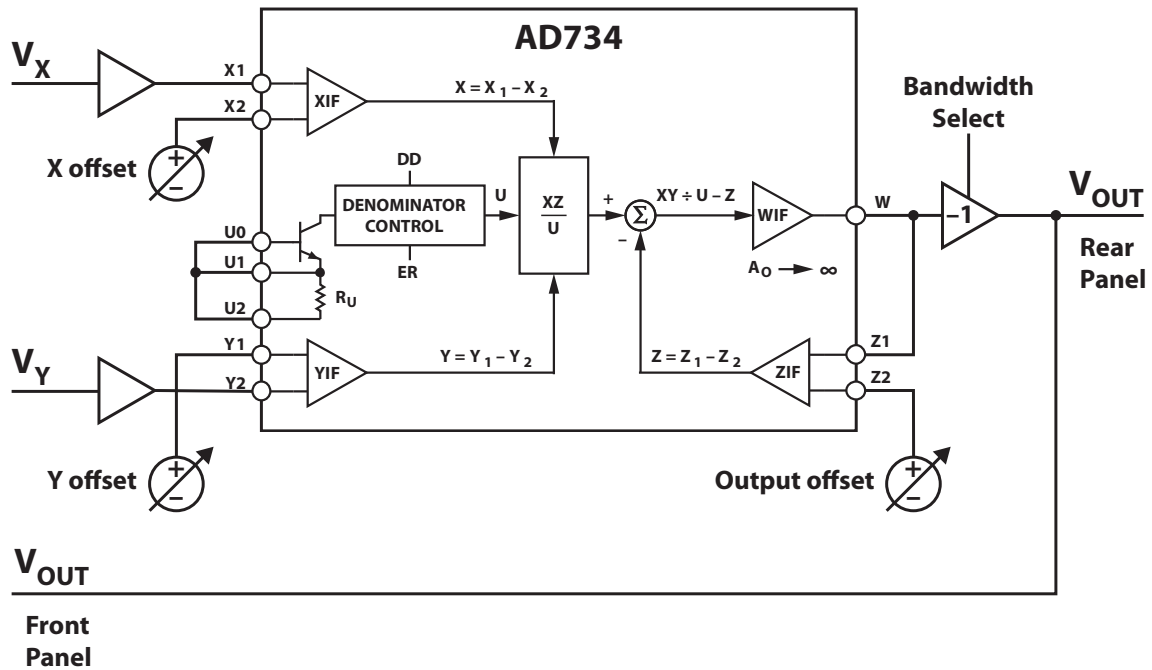 AD734
V_X
X1
X2
XIF
X = X₁ – X₂
X offset
+
–
DD
DENOMINATOR
CONTROL
ER
U
XZ
U
U0
U1
U2
R_U
+
–
Σ
XY ÷ U – Z
WIF
A_O → ∞
W
Bandwidth
Select
–1
V_OUT
Rear
Panel
V_Y
Y1
Y2
YIF
Y = Y₁ – Y₂
Z = Z₁ – Z₂
ZIF
Z1
Z2
Y offset
+
–
Output offset
+
–
V_OUT
Front
Panel